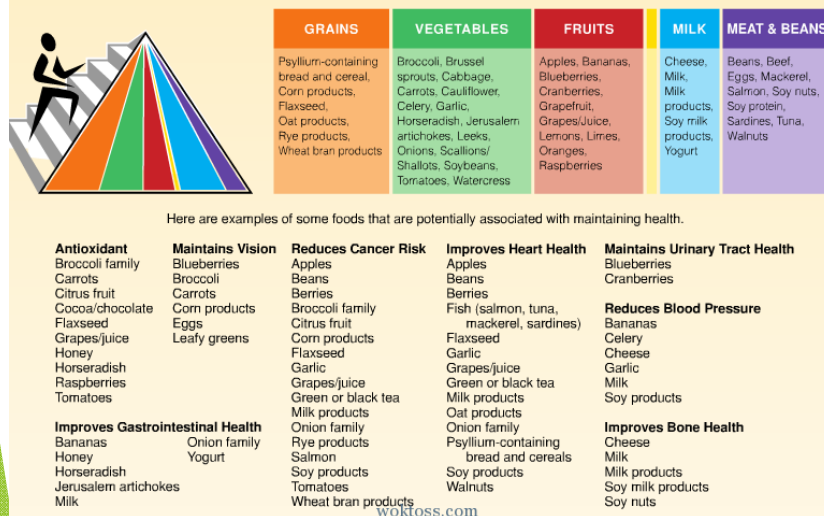 GRAINS
Psyllium-containing
bread and cereal,
Corn products,
Flaxseed,
Oat products,
Rye products,
Wheat bran products
VEGETABLES
Broccoli, Brussel
sprouts, Cabbage,
Carrots, Cauliflower,
Celery, Garlic,
Horseradish, Jerusalem
artichokes, Leeks,
Onions, Scallions/
Shallots, Soybeans,
Tomatoes, Watercress
FRUITS
Apples, Bananas,
Blueberries,
Cranberries,
Grapefruit,
Grapes/Juice,
Lemons, Limes,
Oranges,
Raspberries
MILK
Cheese,
Milk,
Milk
products,
Soy milk
products,
Yogurt
MEAT & BEANS
Beans, Beef,
Eggs, Mackerel,
Salmon, Soy nuts,
Soy protein,
Sardines, Tuna,
Walnuts
Here are examples of some foods that are potentially associated with maintaining health.
Antioxidant
Broccoli family
Carrots
Citrus fruit
Cocoa/chocolate
Flaxseed
Grapes/juice
Honey
Horseradish
Raspberries
Tomatoes
Maintains Vision
Blueberries
Broccoli
Carrots
Corn products
Eggs
Leafy greens
Improves Gastrointestinal Health
Bananas
Honey
Horseradish
Jerusalem artichokes
Milk
Onion family
Yogurt
Reduces Cancer Risk
Apples
Beans
Berries
Broccoli family
Citrus fruit
Corn products
Flaxseed
Garlic
Grapes/juice
Green or black tea
Milk products
Onion family
Rye products
Salmon
Soy products
Tomatoes
Wheat bran products
Improves Heart Health
Apples
Beans
Berries
Fish (salmon, tuna,
mackerel, sardines)
Flaxseed
Garlic
Grapes/juice
Green or black tea
Milk products
Oat products
Onion family
Psyllium-containing
bread and cereals
Soy products
Walnuts
Maintains Urinary Tract Health
Blueberries
Cranberries
Reduces Blood Pressure
Bananas
Celery
Cheese
Garlic
Milk
Soy products
Improves Bone Health
Cheese
Milk
Milk products
Soy milk products
Soy nuts
woktoss.com